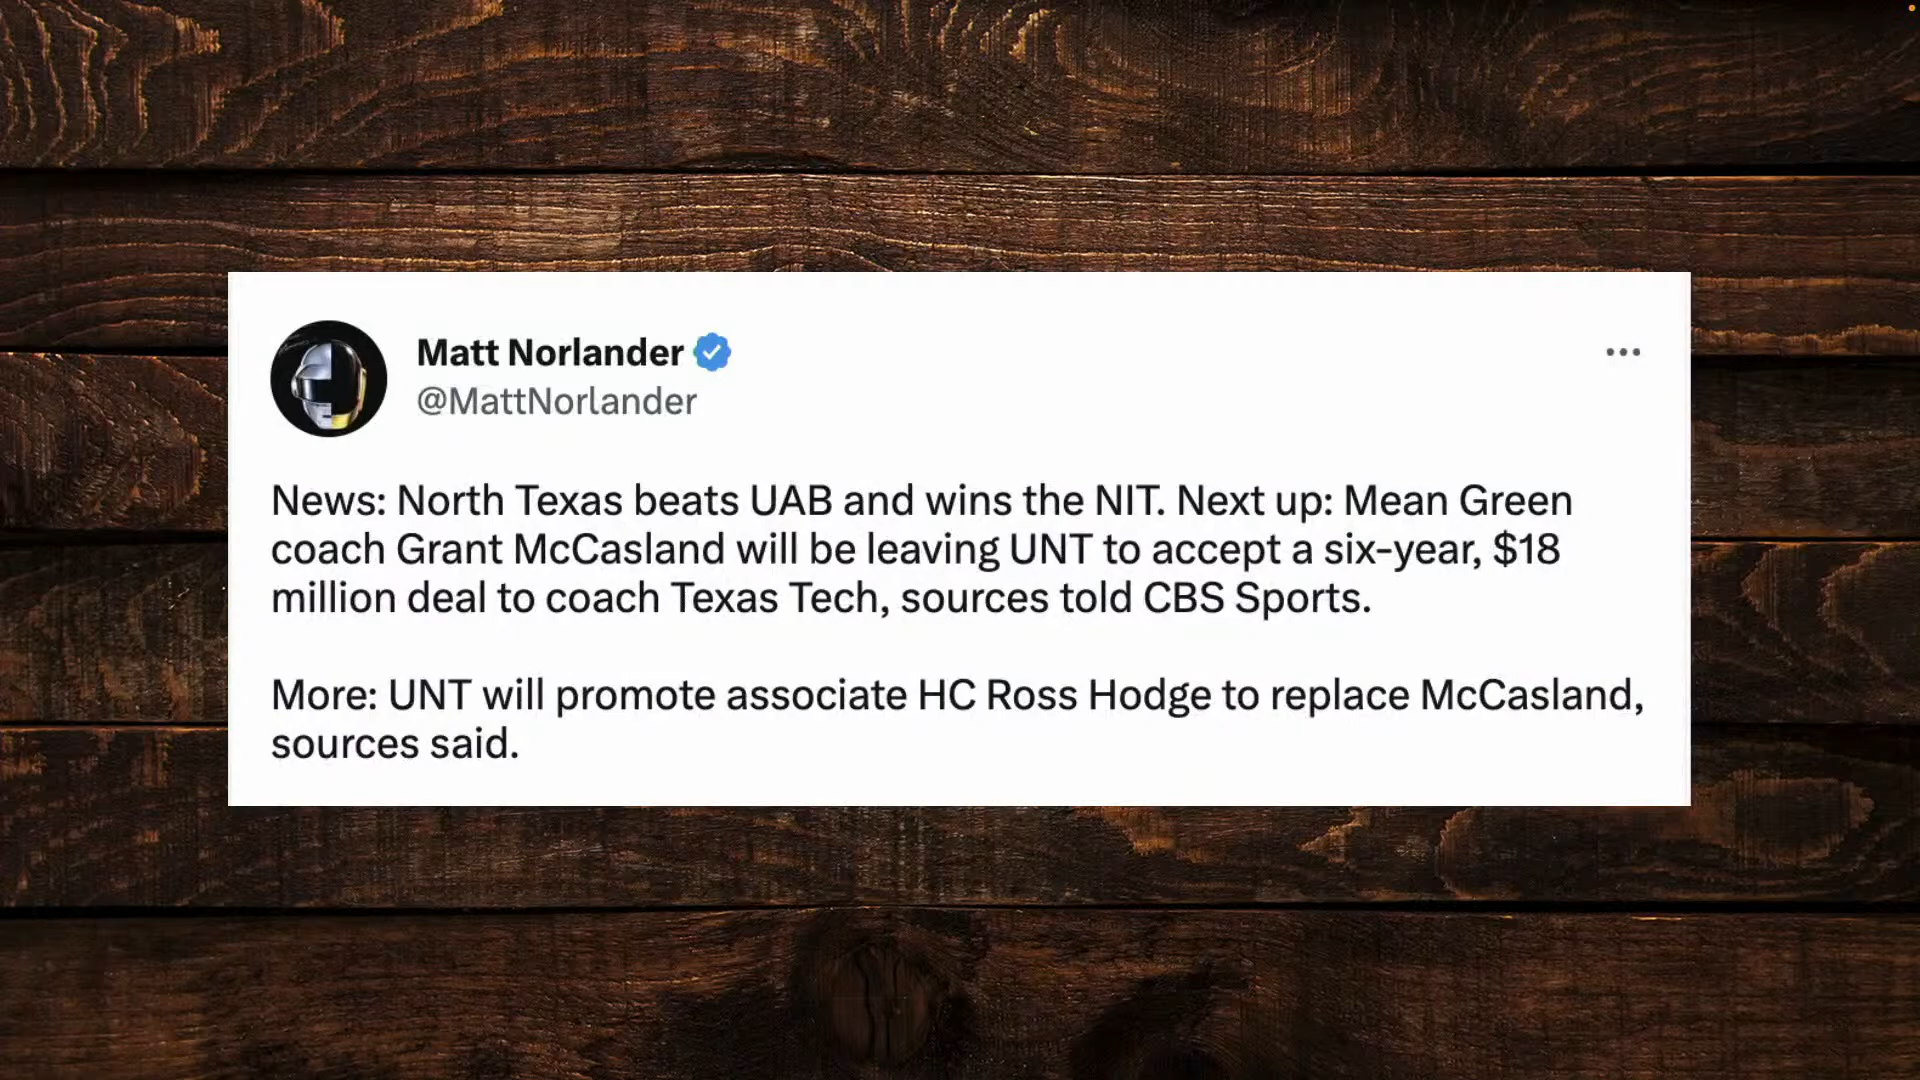 Matt Norlander
@MattNorlander
News: North Texas beats UAB and wins the NIT. Next up: Mean Green
coach Grant McCasland will be leaving UNT to accept a six-year, $18
million deal to coach Texas Tech, sources told CBS Sports.
More: UNT will promote associate HC Ross Hodge to replace McCasland,
sources said.